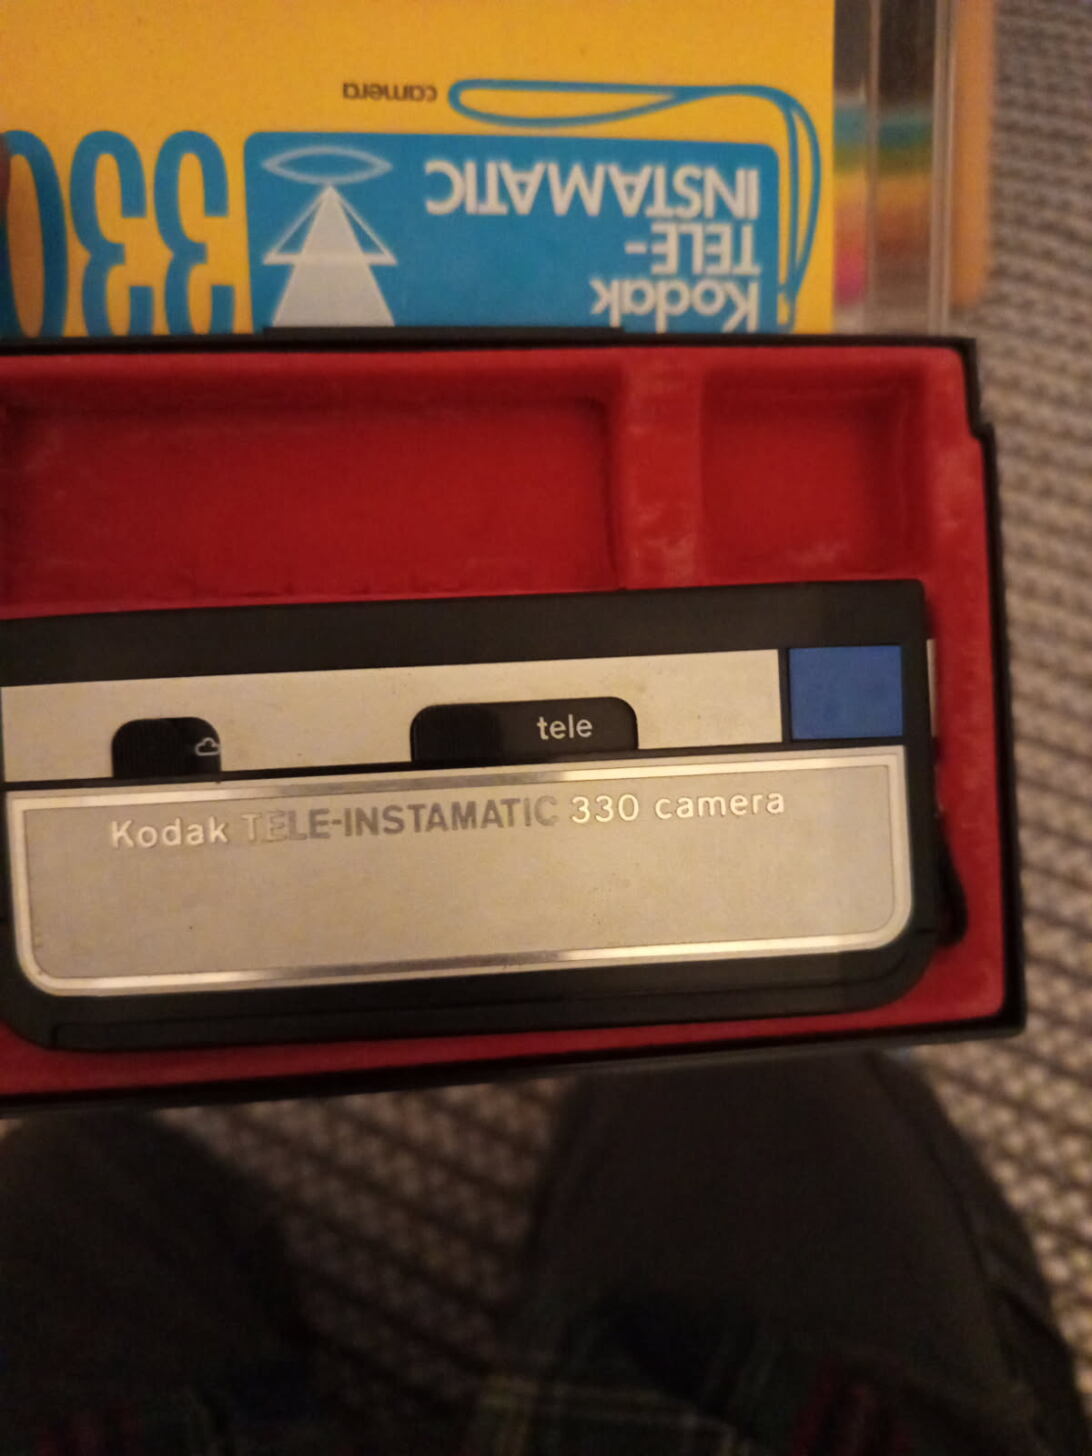 camera
330
Kodak
TELE-
INSTAMATIC
tele
Kodak TELE-INSTAMATIC 330 camera